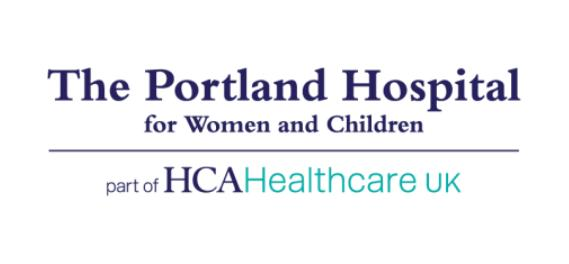 The Portland Hospital
for Women and Children
part of HCAHealthcare UK